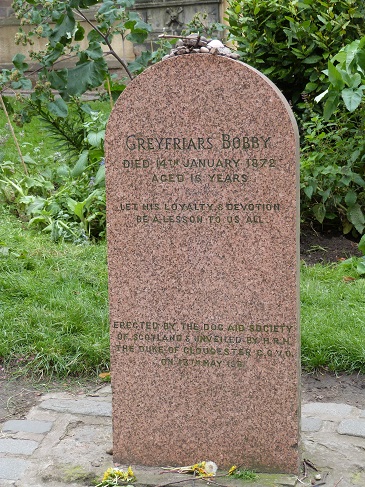 GREYFRIARS BOBBY
DIED 14TH JANUARY 1872
AGED 16 YEARS
LET HIS LOYALTY & DEVOTION
BE A LESSON TO US ALL
ERECTED BY THE DOG AID SOCIETY
OF SCOTLAND & UNVEILED BY H.R.H.
THE DUKE OF GLOUCESTER G.C.V.O.
ON 13TH MAY